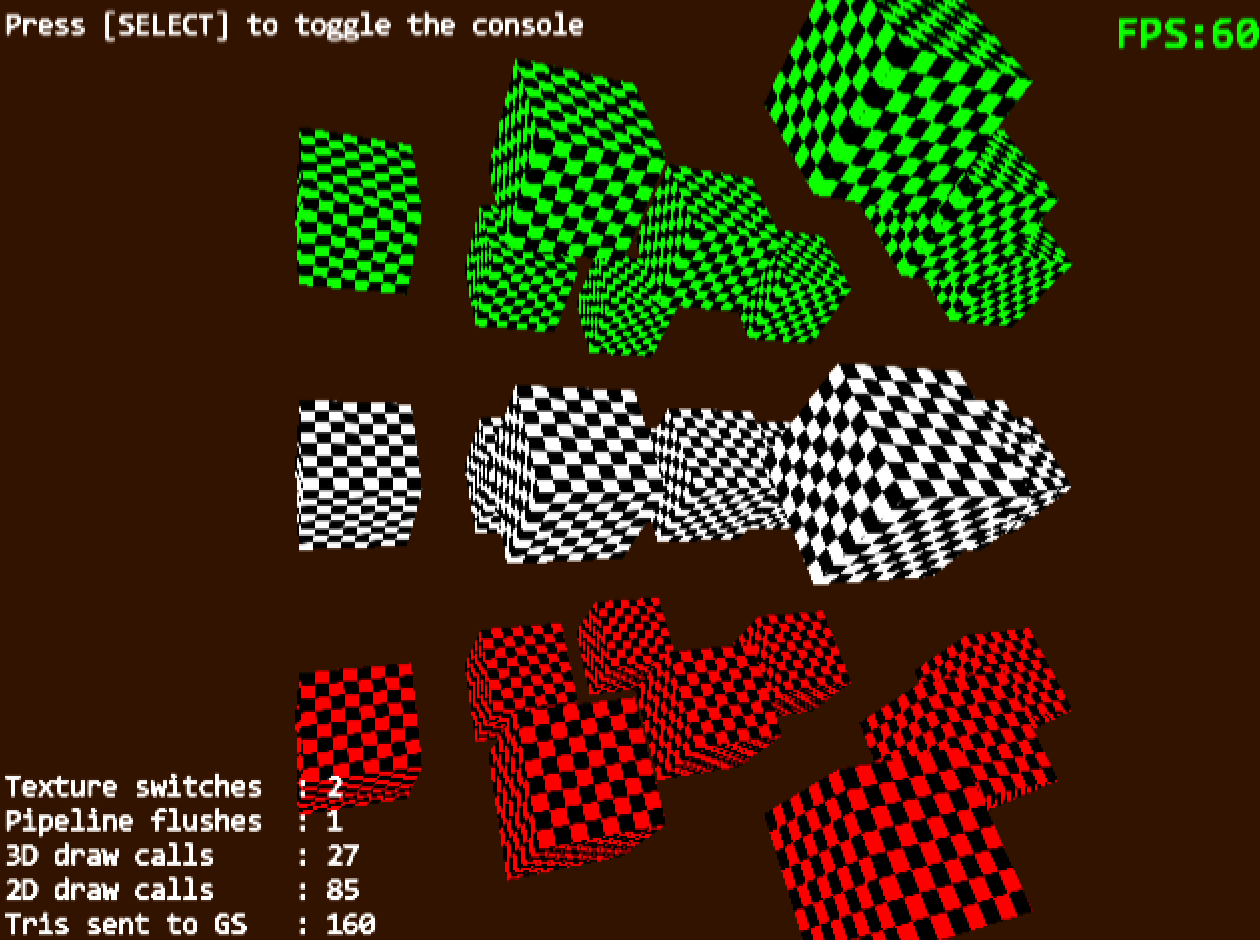 Press [SELECT] to toggle the console
FPS:60
Texture switches : 2
Pipeline flushes : 1
3D draw calls : 27
2D draw calls : 85
Tris sent to GS : 160